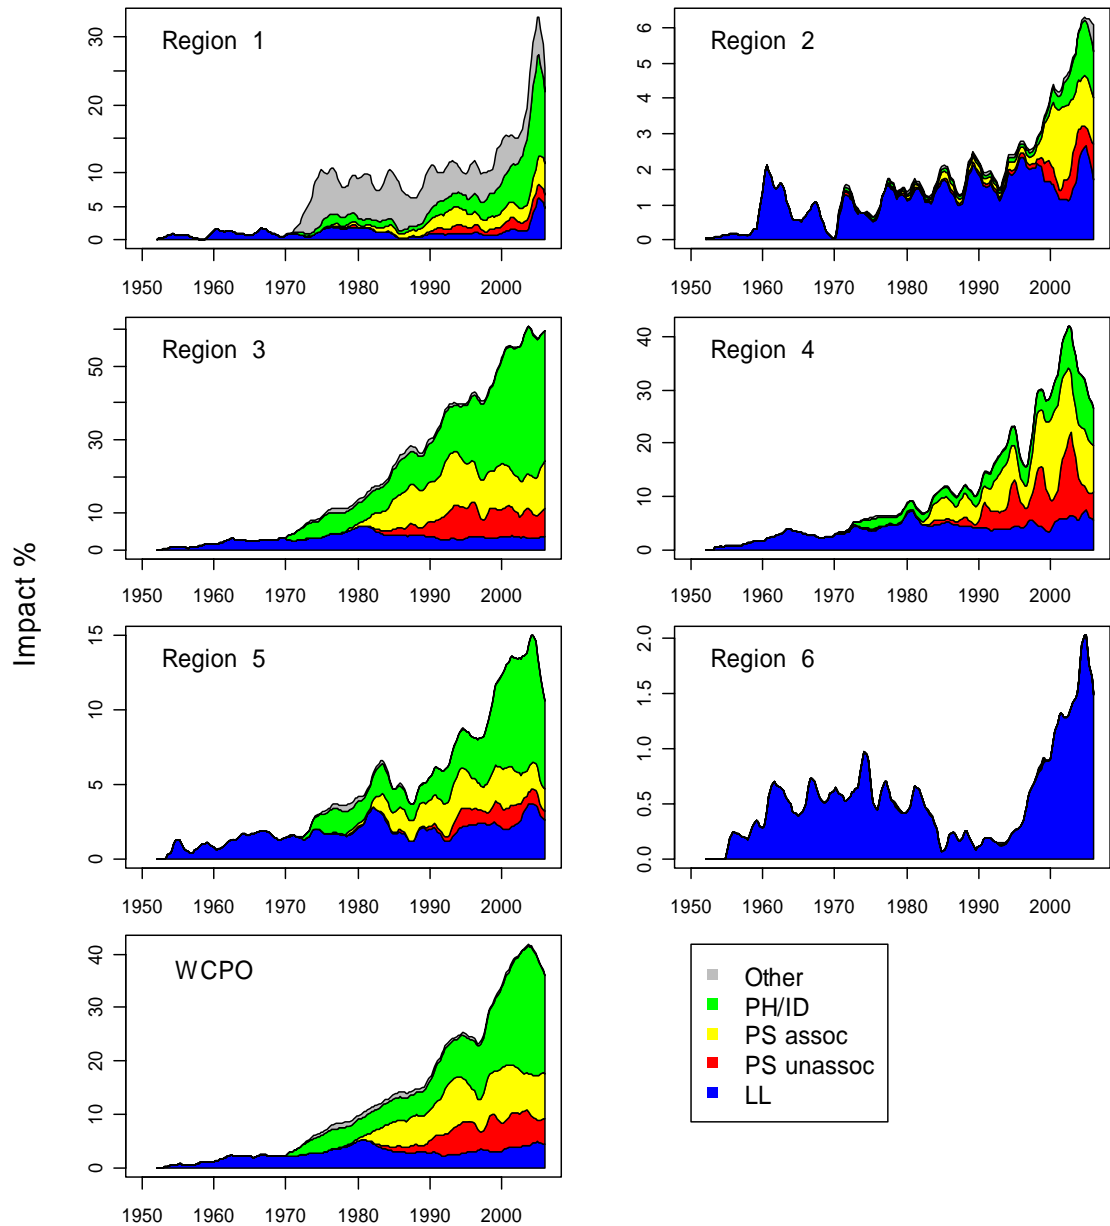 Impact %
Region 1
0 5 10 20 30
1950 1960 1970 1980 1990 2000
Region 2
0 1 2 3 4 5 6
1950 1960 1970 1980 1990 2000
Region 3
0 10 30 50
1950 1960 1970 1980 1990 2000
Region 4
0 10 20 30 40
1950 1960 1970 1980 1990 2000
Region 5
0 5 10 15
1950 1960 1970 1980 1990 2000
Region 6
0.0 0.5 1.0 1.5 2.0
1950 1960 1970 1980 1990 2000
WCPO
0 10 20 30 40
1950 1960 1970 1980 1990 2000
Other
PH/ID
PS assoc
PS unassoc
LL